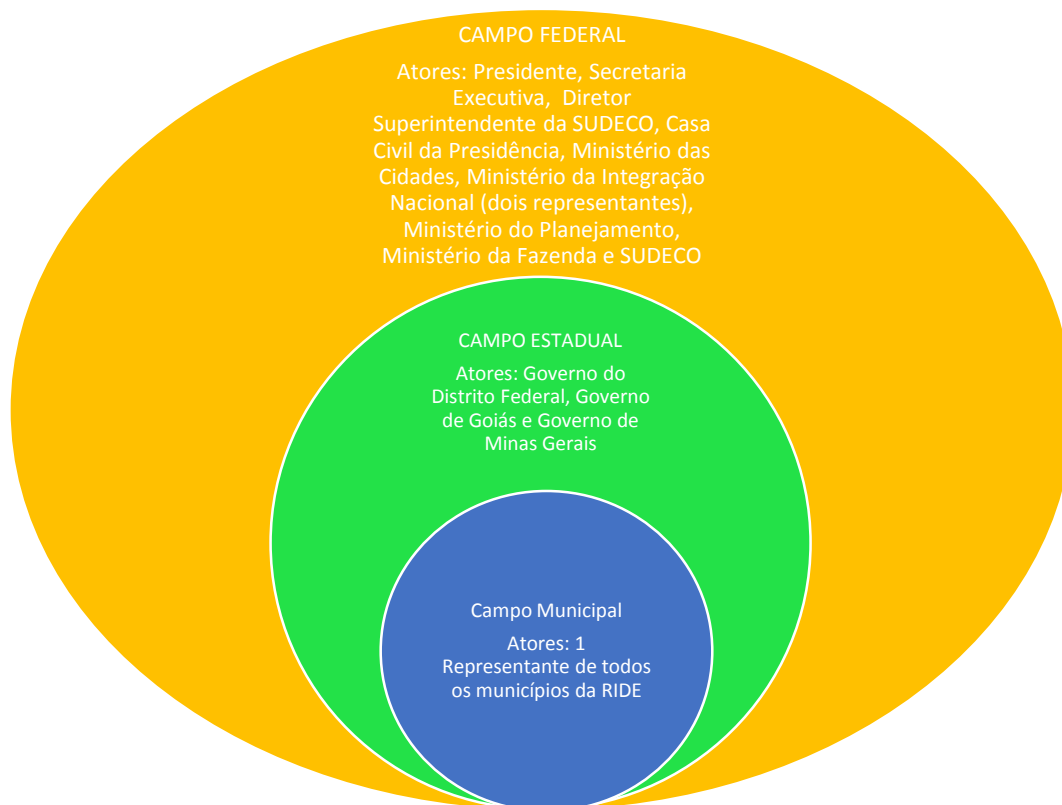 CAMPO FEDERAL
Atores: Presidente, Secretaria
Executiva, Diretor
Superintendente da SUDECO, Casa
Civil da Presidência, Ministério das
Cidades, Ministério da Integração
Nacional (dois representantes),
Ministério do Planejamento,
Ministério da Fazenda e SUDECO
CAMPO ESTADUAL
Atores: Governo do
Distrito Federal, Governo
de Goiás e Governo de
Minas Gerais
Campo Municipal
Atores: 1
Representante de todos
os municípios da RIDE